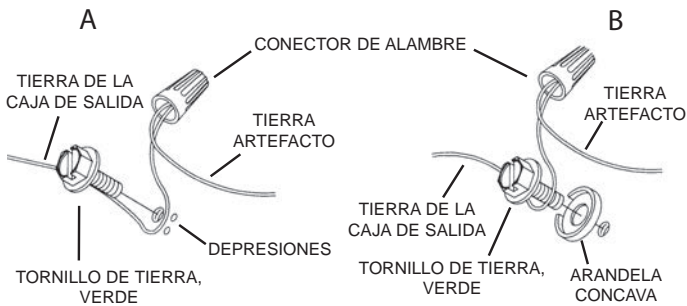 A
B
CONECTOR DE ALAMBRE
TIERRA DE LA
CAJA DE SALIDA
TIERRA
ARTEFACTO
TIERRA
ARTEFACTO
DEPRESIONES
TORNILLO DE TIERRA,
VERDE
TIERRA DE LA
CAJA DE SALIDA
TORNILLO DE TIERRA,
VERDE
ARANDELA
CONCAVA